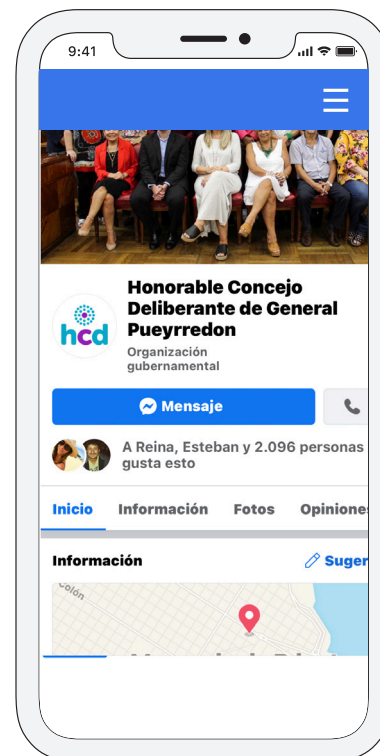 9:41
Honorable Concejo
Deliberante de General
Pueyrredon
hcd
Organización
gubernamental
Mensaje
A Reina, Esteban y 2.096 personas
gusta esto
Inicio Información Fotos Opiniones
Información Suger
Colón